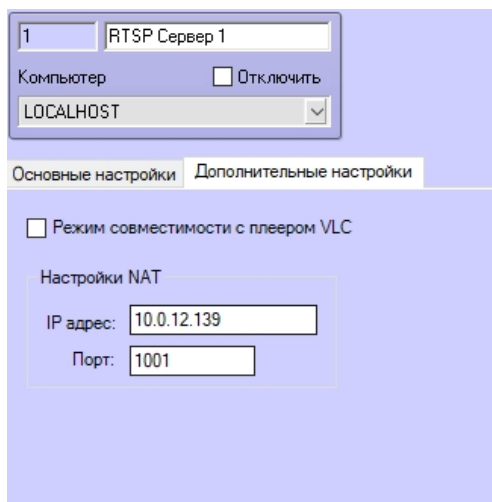 1 RTSP Сервер 1
Компьютер Отключить
LOCALHOST
Основные настройки Дополнительные настройки
Режим совместимости с плеером VLC
Настройки NAT
IP адрес: 10.0.12.139
Порт: 1001